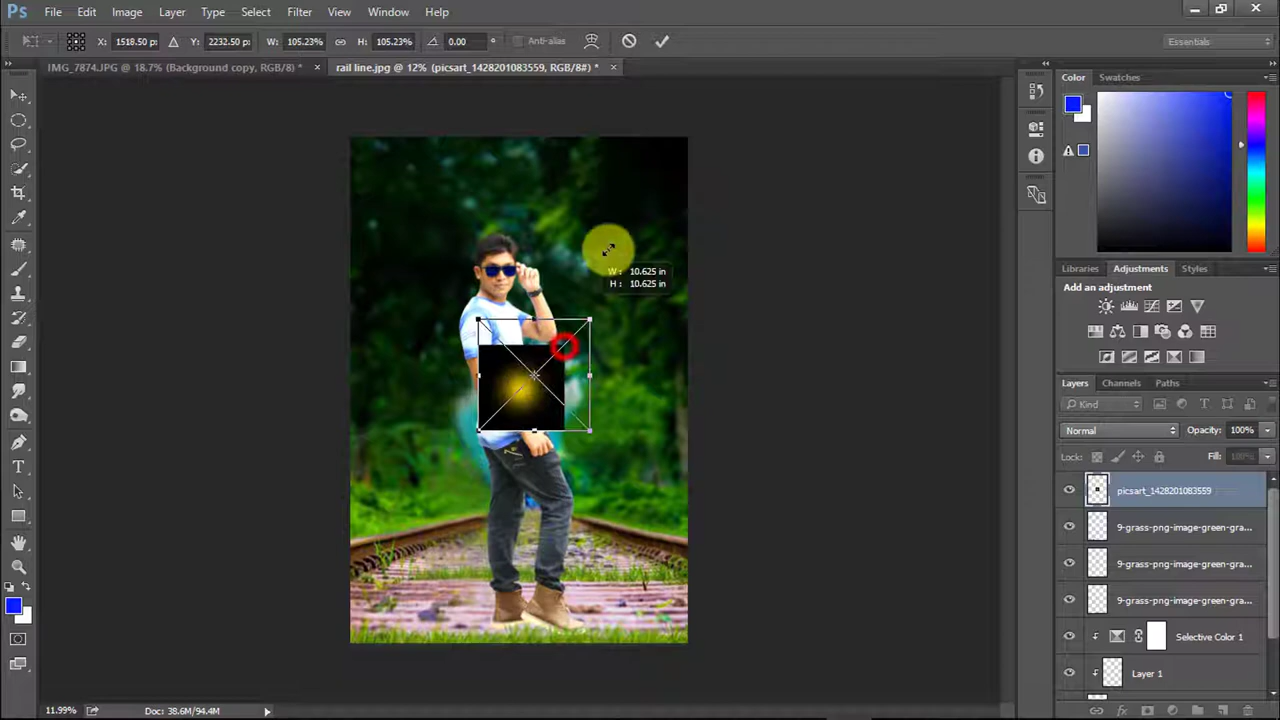 Ps File Edit Image Layer Type Select Filter View Window Help
X: 1518.50 p: Y: 2232.50 p: W: 105.23% H: 105.23% 0.00 ° Anti-alias Essentials
IMG_7874.JPG @ 18.7% (Background copy, RGB/8) * × rail line.jpg @ 12% (picsart_1428201083559, RGB/8#) * ×
Color Swatches
W: 10.625 in
H: 10.625 in
Libraries Adjustments Styles
Add an adjustment
Layers Channels Paths
Kind
Normal Opacity: 100%
Lock: Fill: 100%
picsart_1428201083559
9-grass-png-image-green-gra...
9-grass-png-image-green-gra...
9-grass-png-image-green-gra...
Selective Color 1
Layer 1
11.99% Doc: 38.6M/94.4M